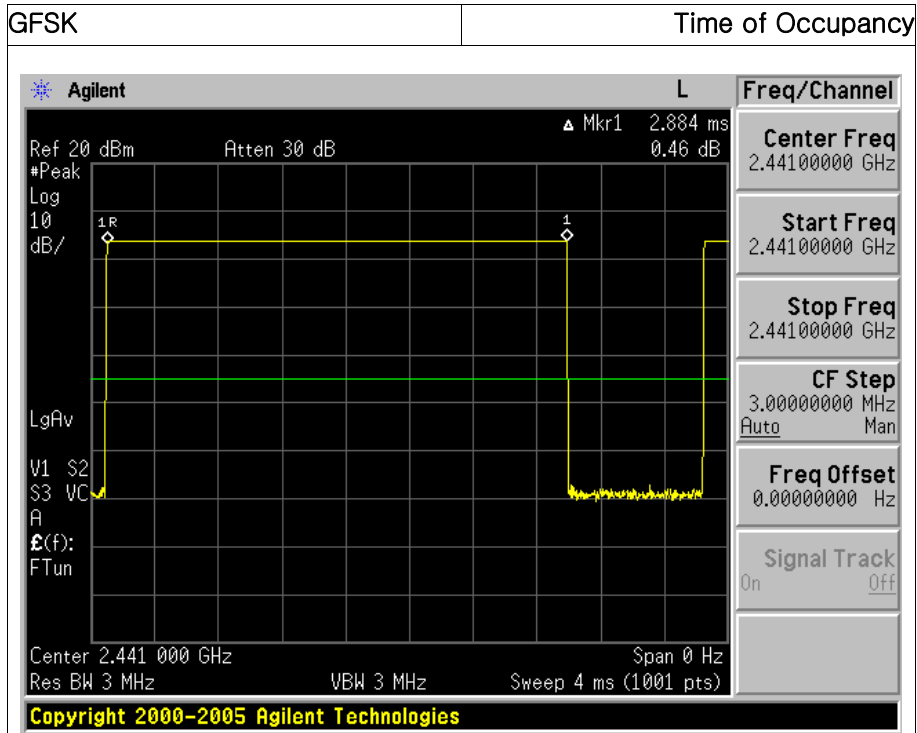 GFSK Time of Occupancy
Agilent L Freq/Channel
Δ Mkr1 2.884 ms
Ref 20 dBm Atten 30 dB 0.46 dB
#Peak
Log
10
dB/
1R
1
LgAv
V1 S2
S3 VC
A
£(f):
FTun
Center 2.441 000 GHz Span 0 Hz
Res BW 3 MHz VBW 3 MHz Sweep 4 ms (1001 pts)
Copyright 2000-2005 Agilent Technologies
Center Freq
2.44100000 GHz
Start Freq
2.44100000 GHz
Stop Freq
2.44100000 GHz
CF Step
3.00000000 MHz
Auto Man
Freq Offset
0.00000000 Hz
Signal Track
On Off